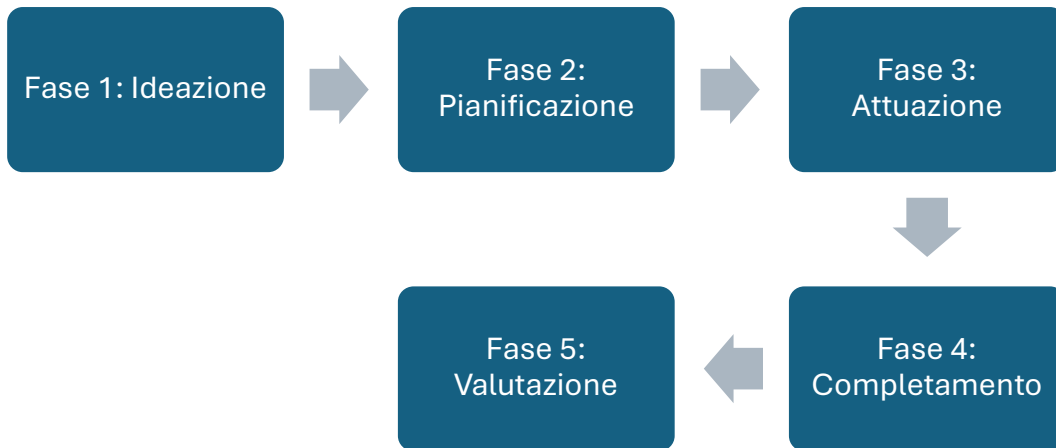 Fase 1: Ideazione
Fase 2:
Pianificazione
Fase 3:
Attuazione
Fase 4:
Completamento
Fase 5:
Valutazione